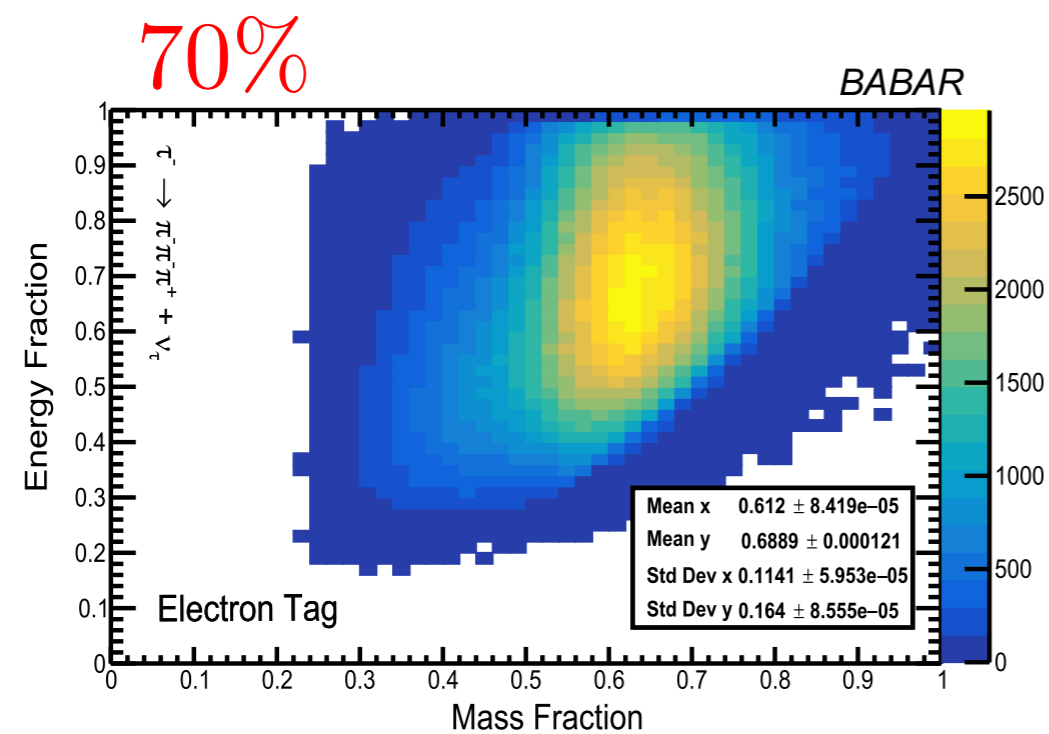 70%
BABAR
τ⁻ → π⁻π⁻π⁺ + ν_τ
Energy Fraction
1
0.9
0.8
0.7
0.6
0.5
0.4
0.3
0.2
0.1
0
Electron Tag
Mean x 0.612 ± 8.419e−05
Mean y 0.6889 ± 0.000121
Std Dev x 0.1141 ± 5.953e−05
Std Dev y 0.164 ± 8.555e−05
2500
2000
1500
1000
500
0
0 0.1 0.2 0.3 0.4 0.5 0.6 0.7 0.8 0.9 1
Mass Fraction